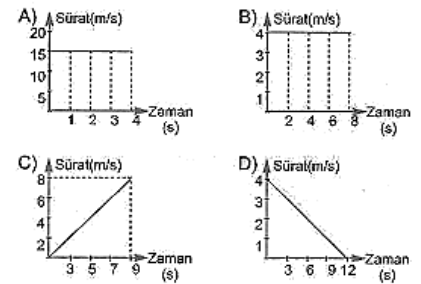 A) Sürat(m/s)
20
15
10
5
1 2 3 4 Zaman
(s)
B) Sürat(m/s)
4
3
2
1
2 4 6 8 Zaman
(s)
C) Sürat(m/s)
8
6
4
2
3 5 7 9 Zaman
(s)
D) Sürat(m/s)
4
3
2
1
3 6 9 12 Zaman
(s)